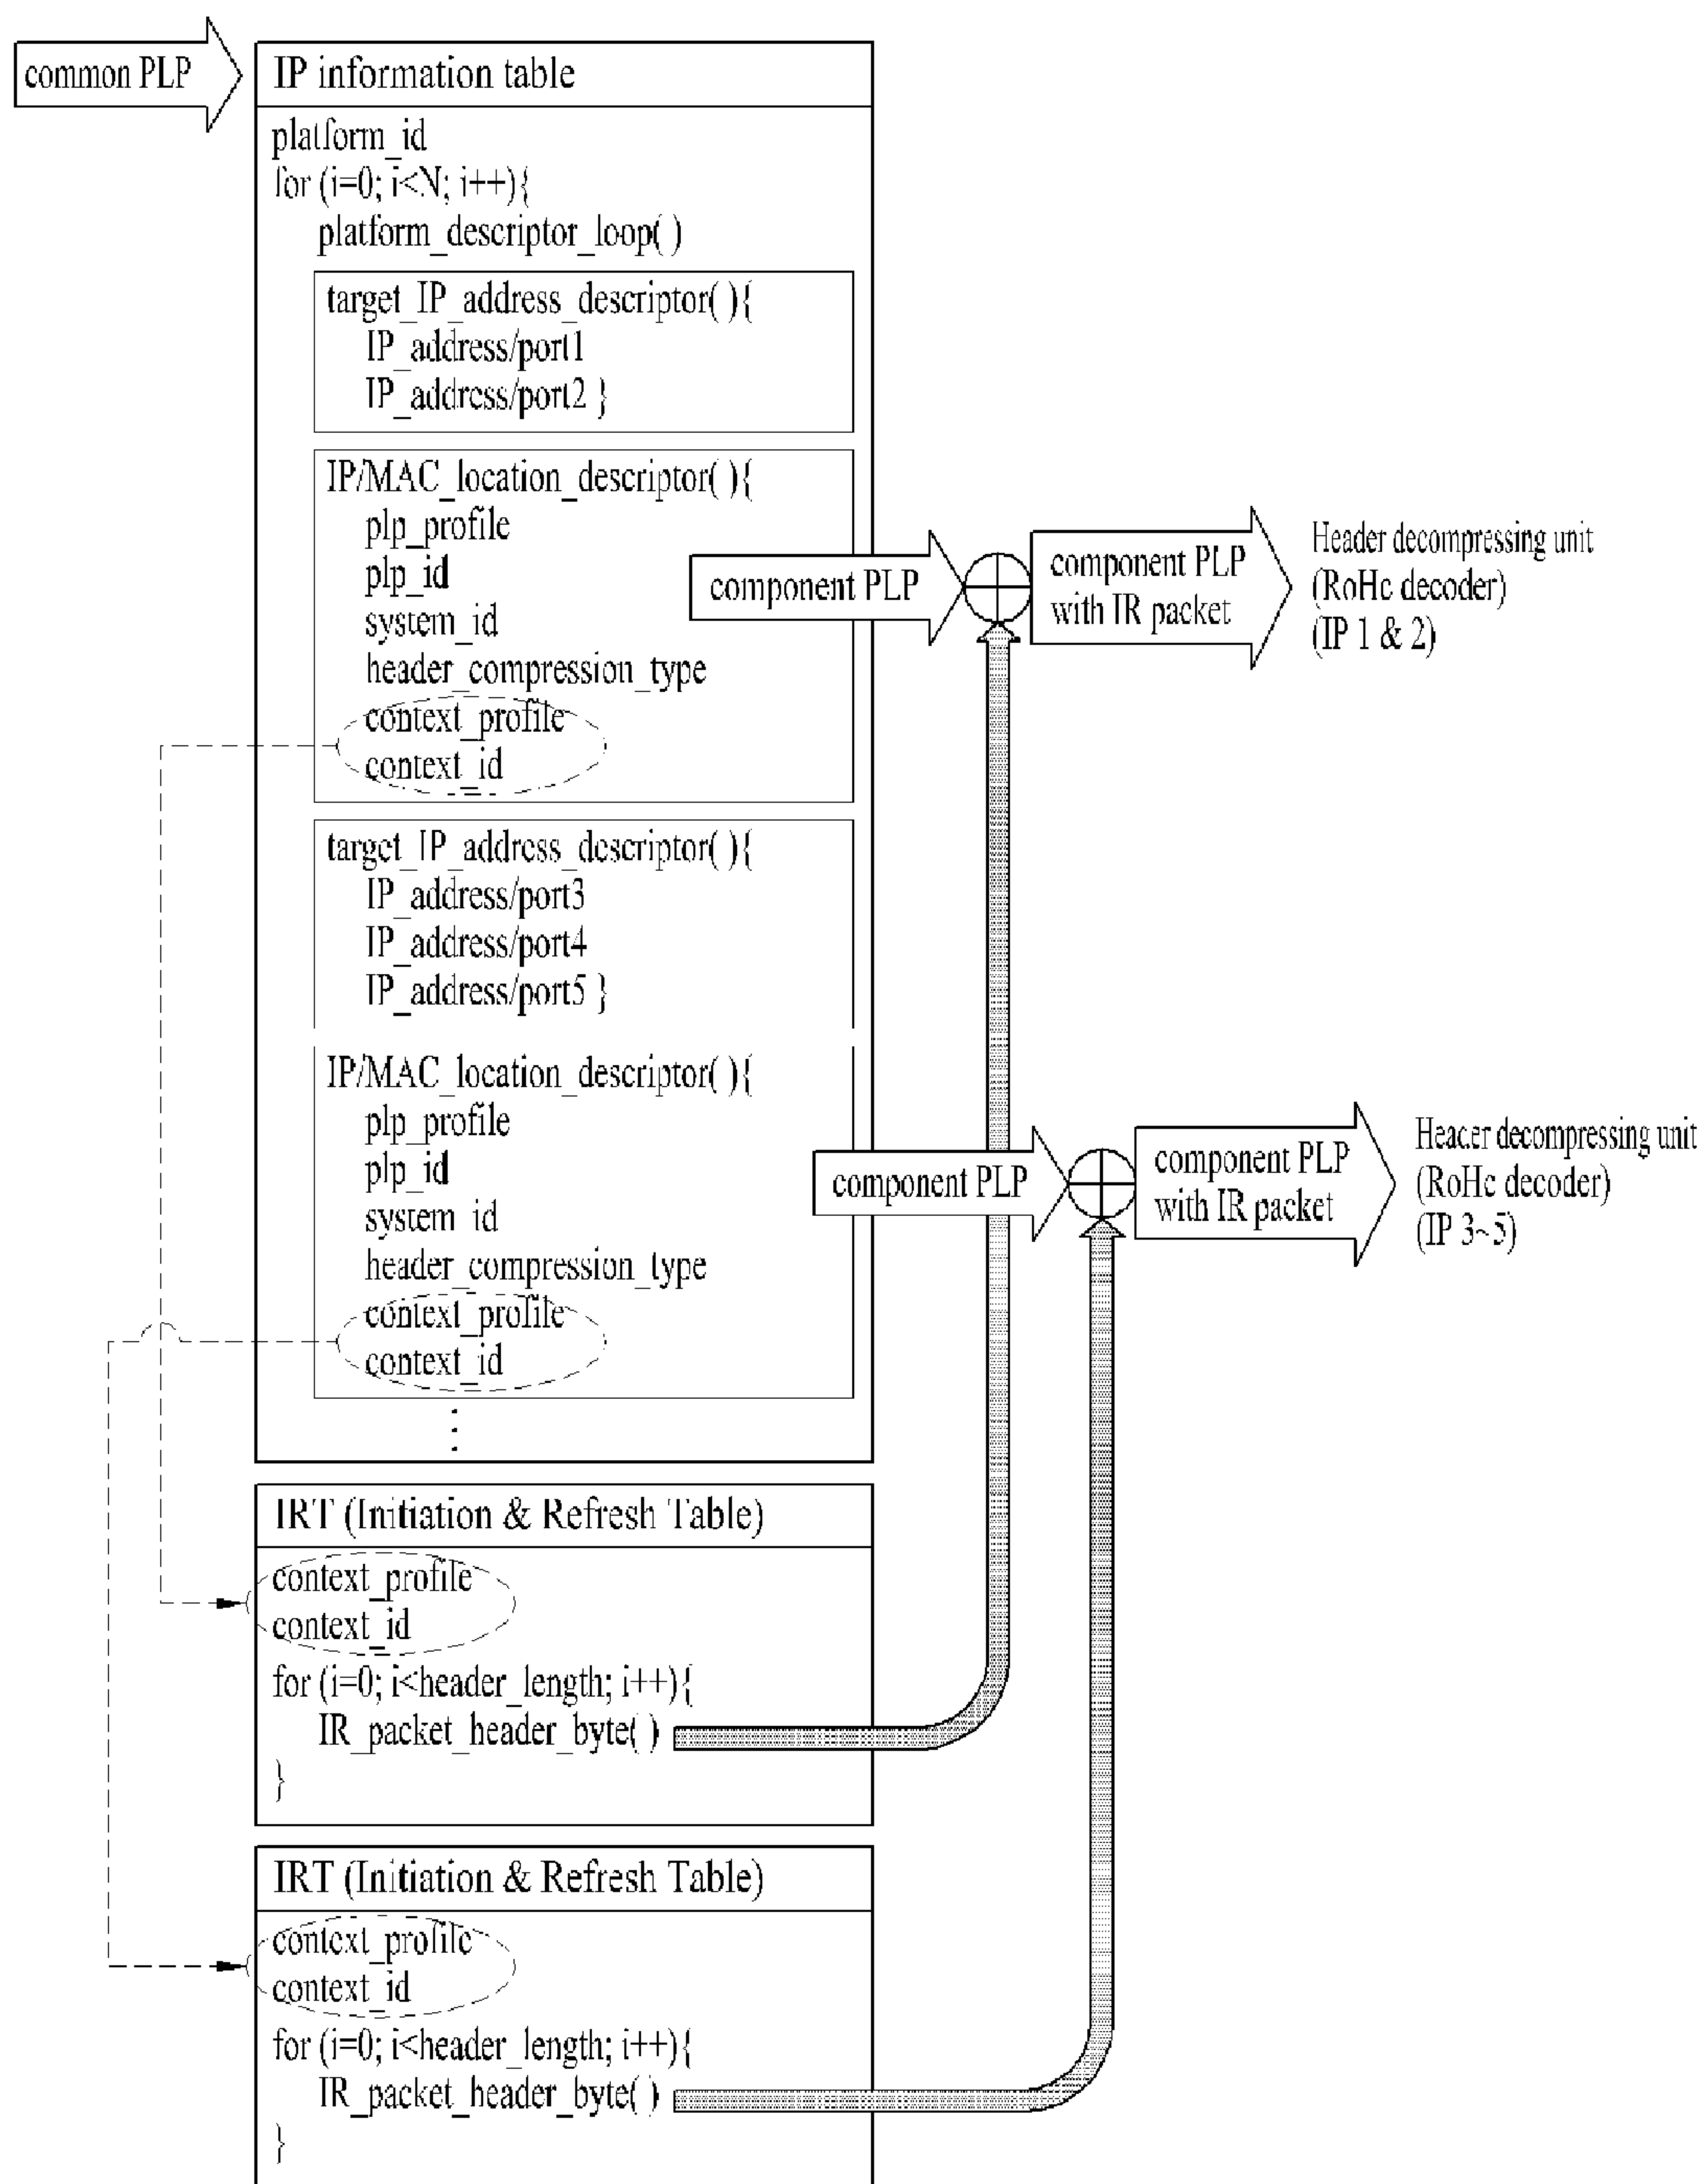 common PLP
IP information table
platform_id
for (i=0; i<N; i++){
platform_descriptor_loop( )
target_IP_address_descriptor( ){
IP_address/port1
IP_address/port2 }
IP/MAC_location_descriptor( ){
plp_profile
plp_id
system_id
header_compression_type
context_profile
context_id
component PLP
component PLP
with IR packet
Header decompressing unit
(RoHc decoder)
(IP 1 & 2)
target_IP_address_descriptor( ){
IP_address/port3
IP_address/port4
IP_address/port5 }
IP/MAC_location_descriptor( ){
plp_profile
plp_id
system_id
header_compression_type
context_profile
context_id
component PLP
component PLP
with IR packet
Header decompressing unit
(RoHc decoder)
(IP 3~5)
⋮
IRT (Initiation & Refresh Table)
context_profile
context_id
for (i=0; i<header_length; i++){
IR_packet_header_byte( )
}
IRT (Initiation & Refresh Table)
context_profile
context_id
for (i=0; i<header_length; i++){
IR_packet_header_byte( )
}